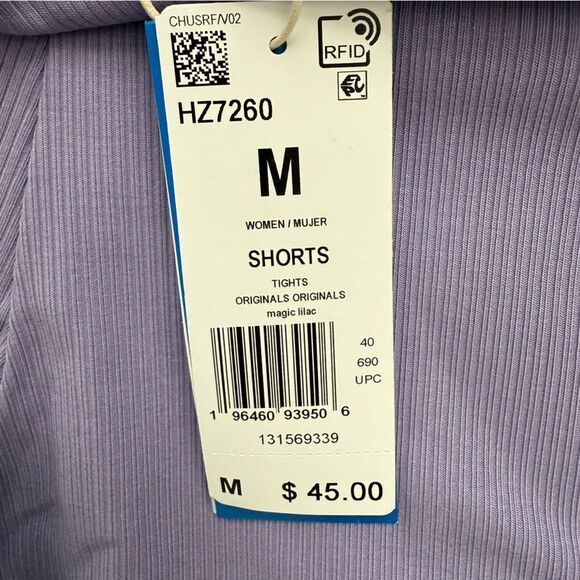 CHUSRF/V02
RFID
EPC
HZ7260
M
WOMEN / MUJER
SHORTS
TIGHTS
ORIGINALS ORIGINALS
magic lilac
40
690
UPC
1 96460 93950 6
131569339
M $ 45.00